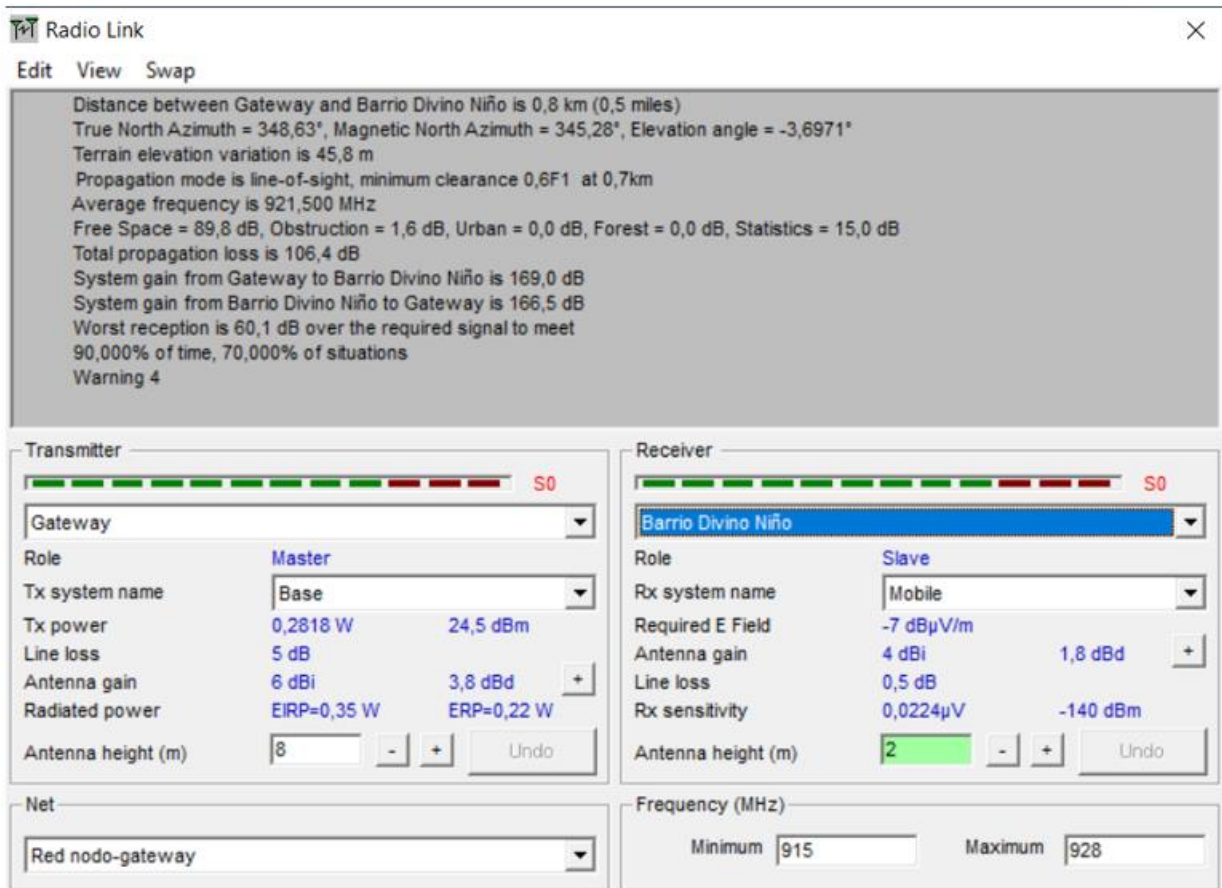 Radio Link
Edit View Swap
Distance between Gateway and Barrio Divino Niño is 0,8 km (0,5 miles)
True North Azimuth = 348,63°, Magnetic North Azimuth = 345,28°, Elevation angle = -3,6971°
Terrain elevation variation is 45,8 m
Propagation mode is line-of-sight, minimum clearance 0,6F1 at 0,7km
Average frequency is 921,500 MHz
Free Space = 89,8 dB, Obstruction = 1,6 dB, Urban = 0,0 dB, Forest = 0,0 dB, Statistics = 15,0 dB
Total propagation loss is 106,4 dB
System gain from Gateway to Barrio Divino Niño is 169,0 dB
System gain from Barrio Divino Niño to Gateway is 166,5 dB
Worst reception is 60,1 dB over the required signal to meet
90,000% of time, 70,000% of situations
Warning 4
Transmitter
S0
Gateway
Role Master
Tx system name Base
Tx power 0,2818 W 24,5 dBm
Line loss 5 dB
Antenna gain 6 dBi 3,8 dBd +
Radiated power EIRP=0,35 W ERP=0,22 W
Antenna height (m) 8 - + Undo
Receiver
S0
Barrio Divino Niño
Role Slave
Rx system name Mobile
Required E Field -7 dBµV/m
Antenna gain 4 dBi 1,8 dBd +
Line loss 0,5 dB
Rx sensitivity 0,0224µV -140 dBm
Antenna height (m) 2 - + Undo
Net
Red nodo-gateway
Frequency (MHz)
Minimum 915 Maximum 928